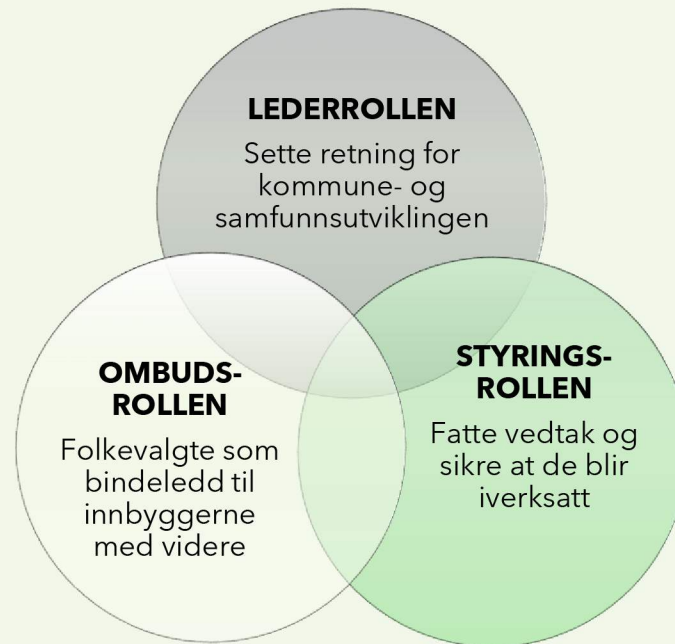 LEDERROLLEN
Sette retning for
kommune- og
samfunnsutviklingen
OMBUDS-
ROLLEN
Folkevalgte som
bindeledd til
innbyggerne
med videre
STYRINGS-
ROLLEN
Fatte vedtak og
sikre at de blir
iverksatt